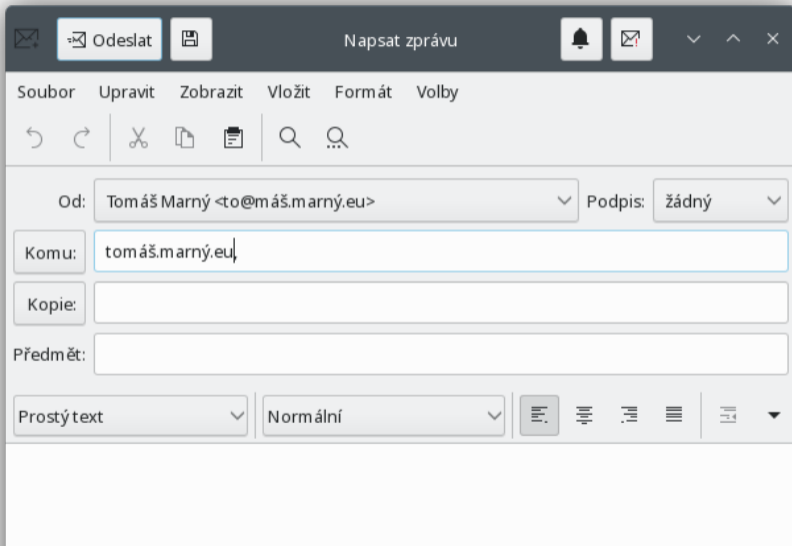 Odeslat Napsat zprávu
Soubor Upravit Zobrazit Vložit Formát Volby
Od: Tomáš Marný <to@máš.marný.eu> Podpis: žádný
Komu: tomáš.marný.eu,
Kopie:
Předmět:
Prostý text Normální